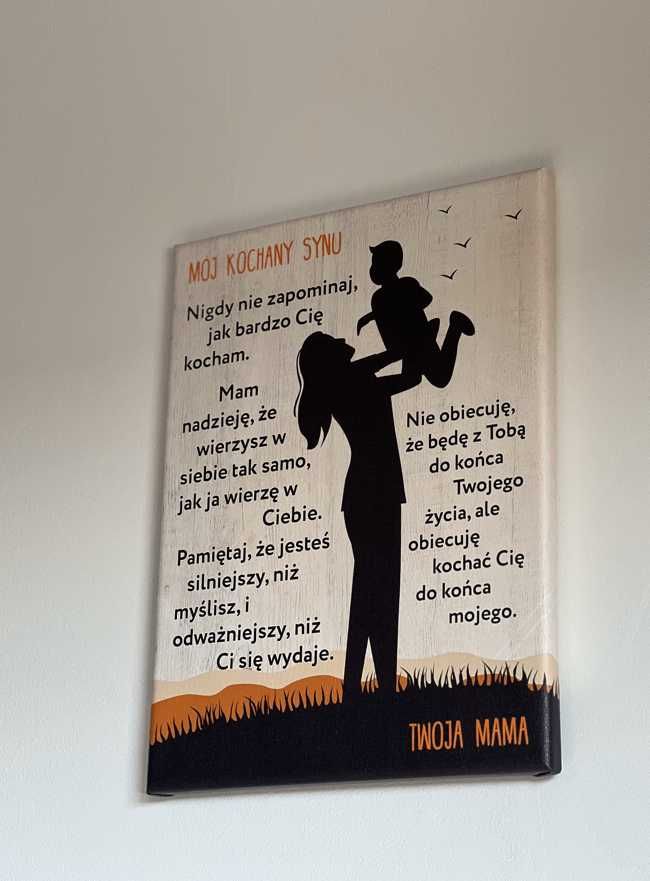 MÓJ KOCHANY SYNU
Nigdy nie zapominaj,
jak bardzo Cię
kocham.
Mam
nadzieję, że
wierzysz w
siebie tak samo,
jak ja wierzę w
Ciebie.
Pamiętaj, że jesteś
silniejszy, niż
myślisz, i
odważniejszy, niż
Ci się wydaje.
Nie obiecuję,
że będę z Tobą
do końca
Twojego
życia, ale
obiecuję
kochać Cię
do końca
mojego.
TWOJA MAMA